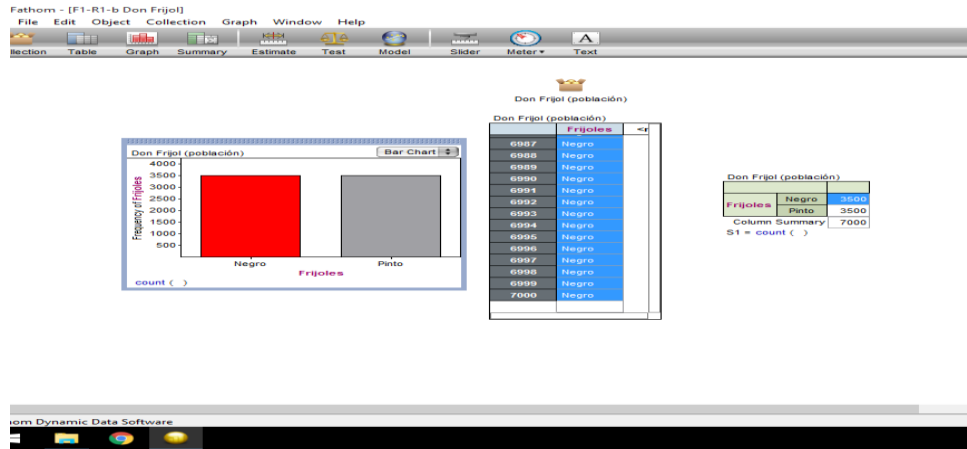 Fathom - [F1-R1-b Don Frijol]
File Edit Object Collection Graph Window Help
llection Table Graph Summary Estimate Test Model Slider Meter Text
Don Frijol (población)
Don Frijol (población)
Frijoles <r
6987 Negro
6988 Negro
6989 Negro
6990 Negro
6991 Negro
6992 Negro
6993 Negro
6994 Negro
6995 Negro
6996 Negro
6997 Negro
6998 Negro
6999 Negro
7000 Negro
Don Frijol (población) Bar Chart
Frequency of Frijoles
4000
3500
3000
2500
2000
1500
1000
500
Negro Pinto
Frijoles
count ( )
Don Frijol (población)
Frijoles
Negro 3500
Pinto 3500
Column Summary 7000
S1 = count ( )
hom Dynamic Data Software